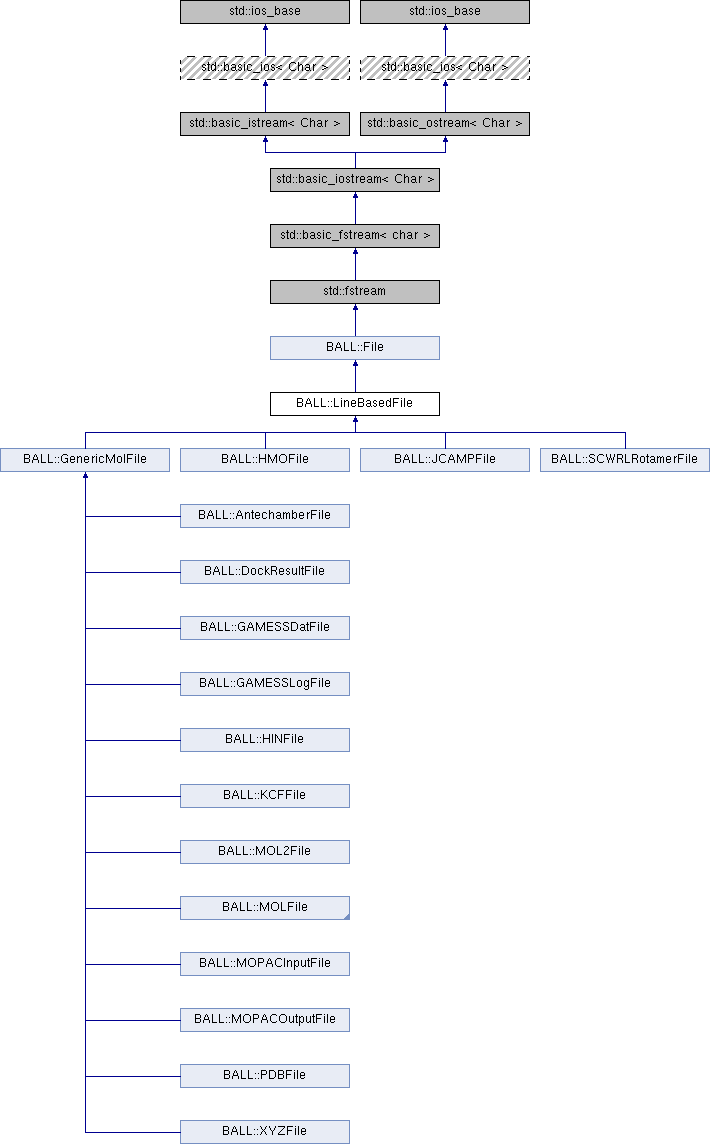 std::ios_base
std::ios_base
std::basic_ios< Char >
std::basic_ios< Char >
std::basic_istream< Char >
std::basic_ostream< Char >
std::basic_iostream< Char >
std::basic_fstream< char >
std::fstream
BALL::File
BALL::LineBasedFile
BALL::GenericMolFile
BALL::HMOFile
BALL::JCAMPFile
BALL::SCWRLRotamerFile
BALL::AntechamberFile
BALL::DockResultFile
BALL::GAMESSDatFile
BALL::GAMESSLogFile
BALL::HINFile
BALL::KCFFile
BALL::MOL2File
BALL::MOLFile
BALL::MOPACInputFile
BALL::MOPACOutputFile
BALL::PDBFile
BALL::XYZFile